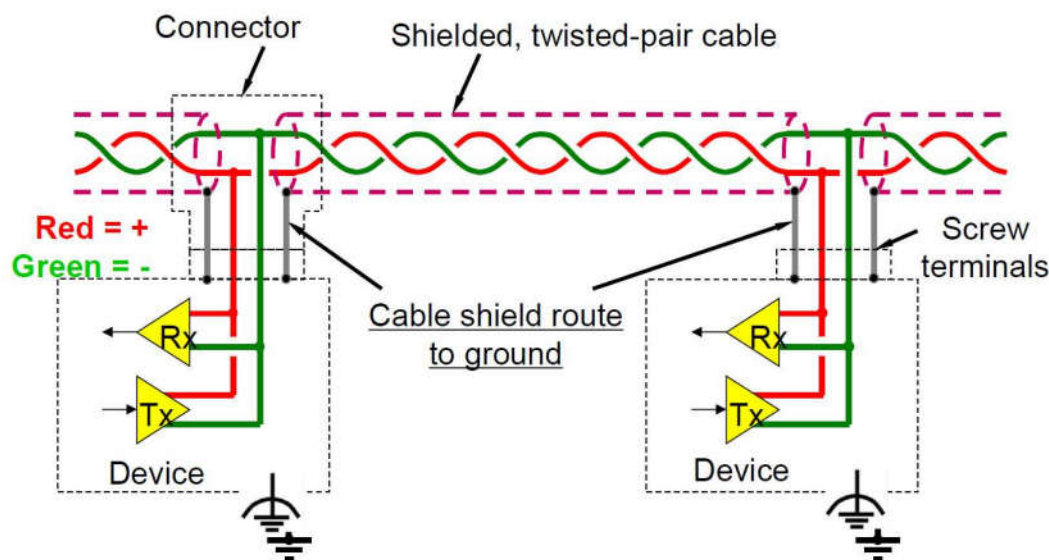 Connector
Shielded, twisted-pair cable
Red = +
Green = -
Screw
terminals
Cable shield route
to ground
Rx
Tx
Device
Rx
Tx
Device